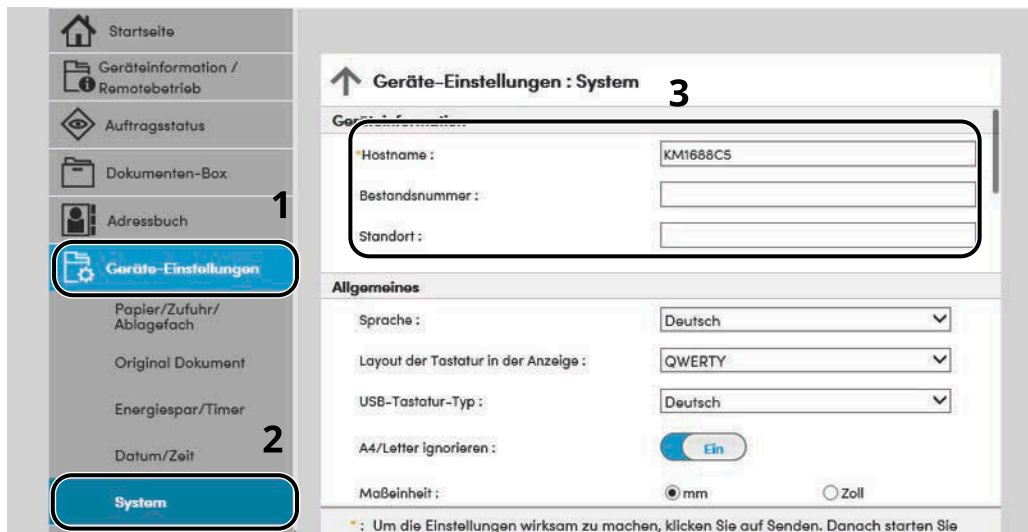 Startseite
Geräteinformation /
Remotebetrieb
Auftragsstatus
Dokumenten-Box
Adressbuch
1
Geräte-Einstellungen
Papier/Zufuhr/
Ablagefach
Original Dokument
Energiespar/Timer
Datum/Zeit
2
System
Geräte-Einstellungen : System
3
Geräteinformation
*Hostname : KM1688C5
Bestandsnummer :
Standort :
Allgemeines
Sprache : Deutsch
Layout der Tastatur in der Anzeige : QWERTY
USB-Tastatur-Typ : Deutsch
A4/Letter ignorieren : Ein
Maßeinheit : mm Zoll
* : Um die Einstellungen wirksam zu machen, klicken Sie auf Senden. Danach starten Sie